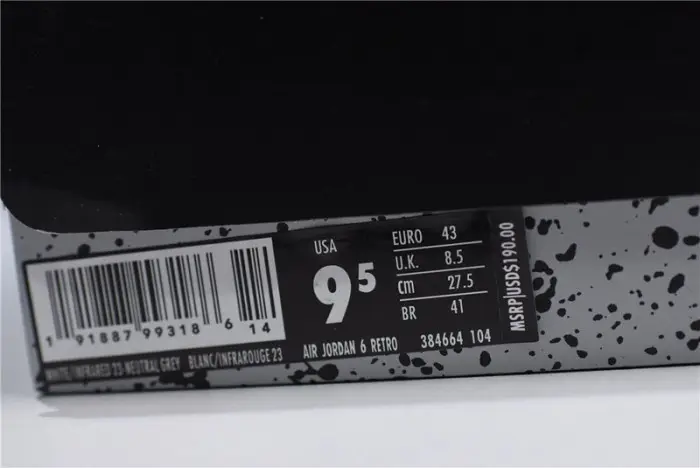 1 91887 99318 6 14
WHITE/INFRARED 23-NEUTRAL GREY BLANC/INFRAROUGE 23
USA
9⁵
EURO 43
U.K. 8.5
cm 27.5
BR 41
AIR JORDAN 6 RETRO 384664 104
MSRP|USD$190.00